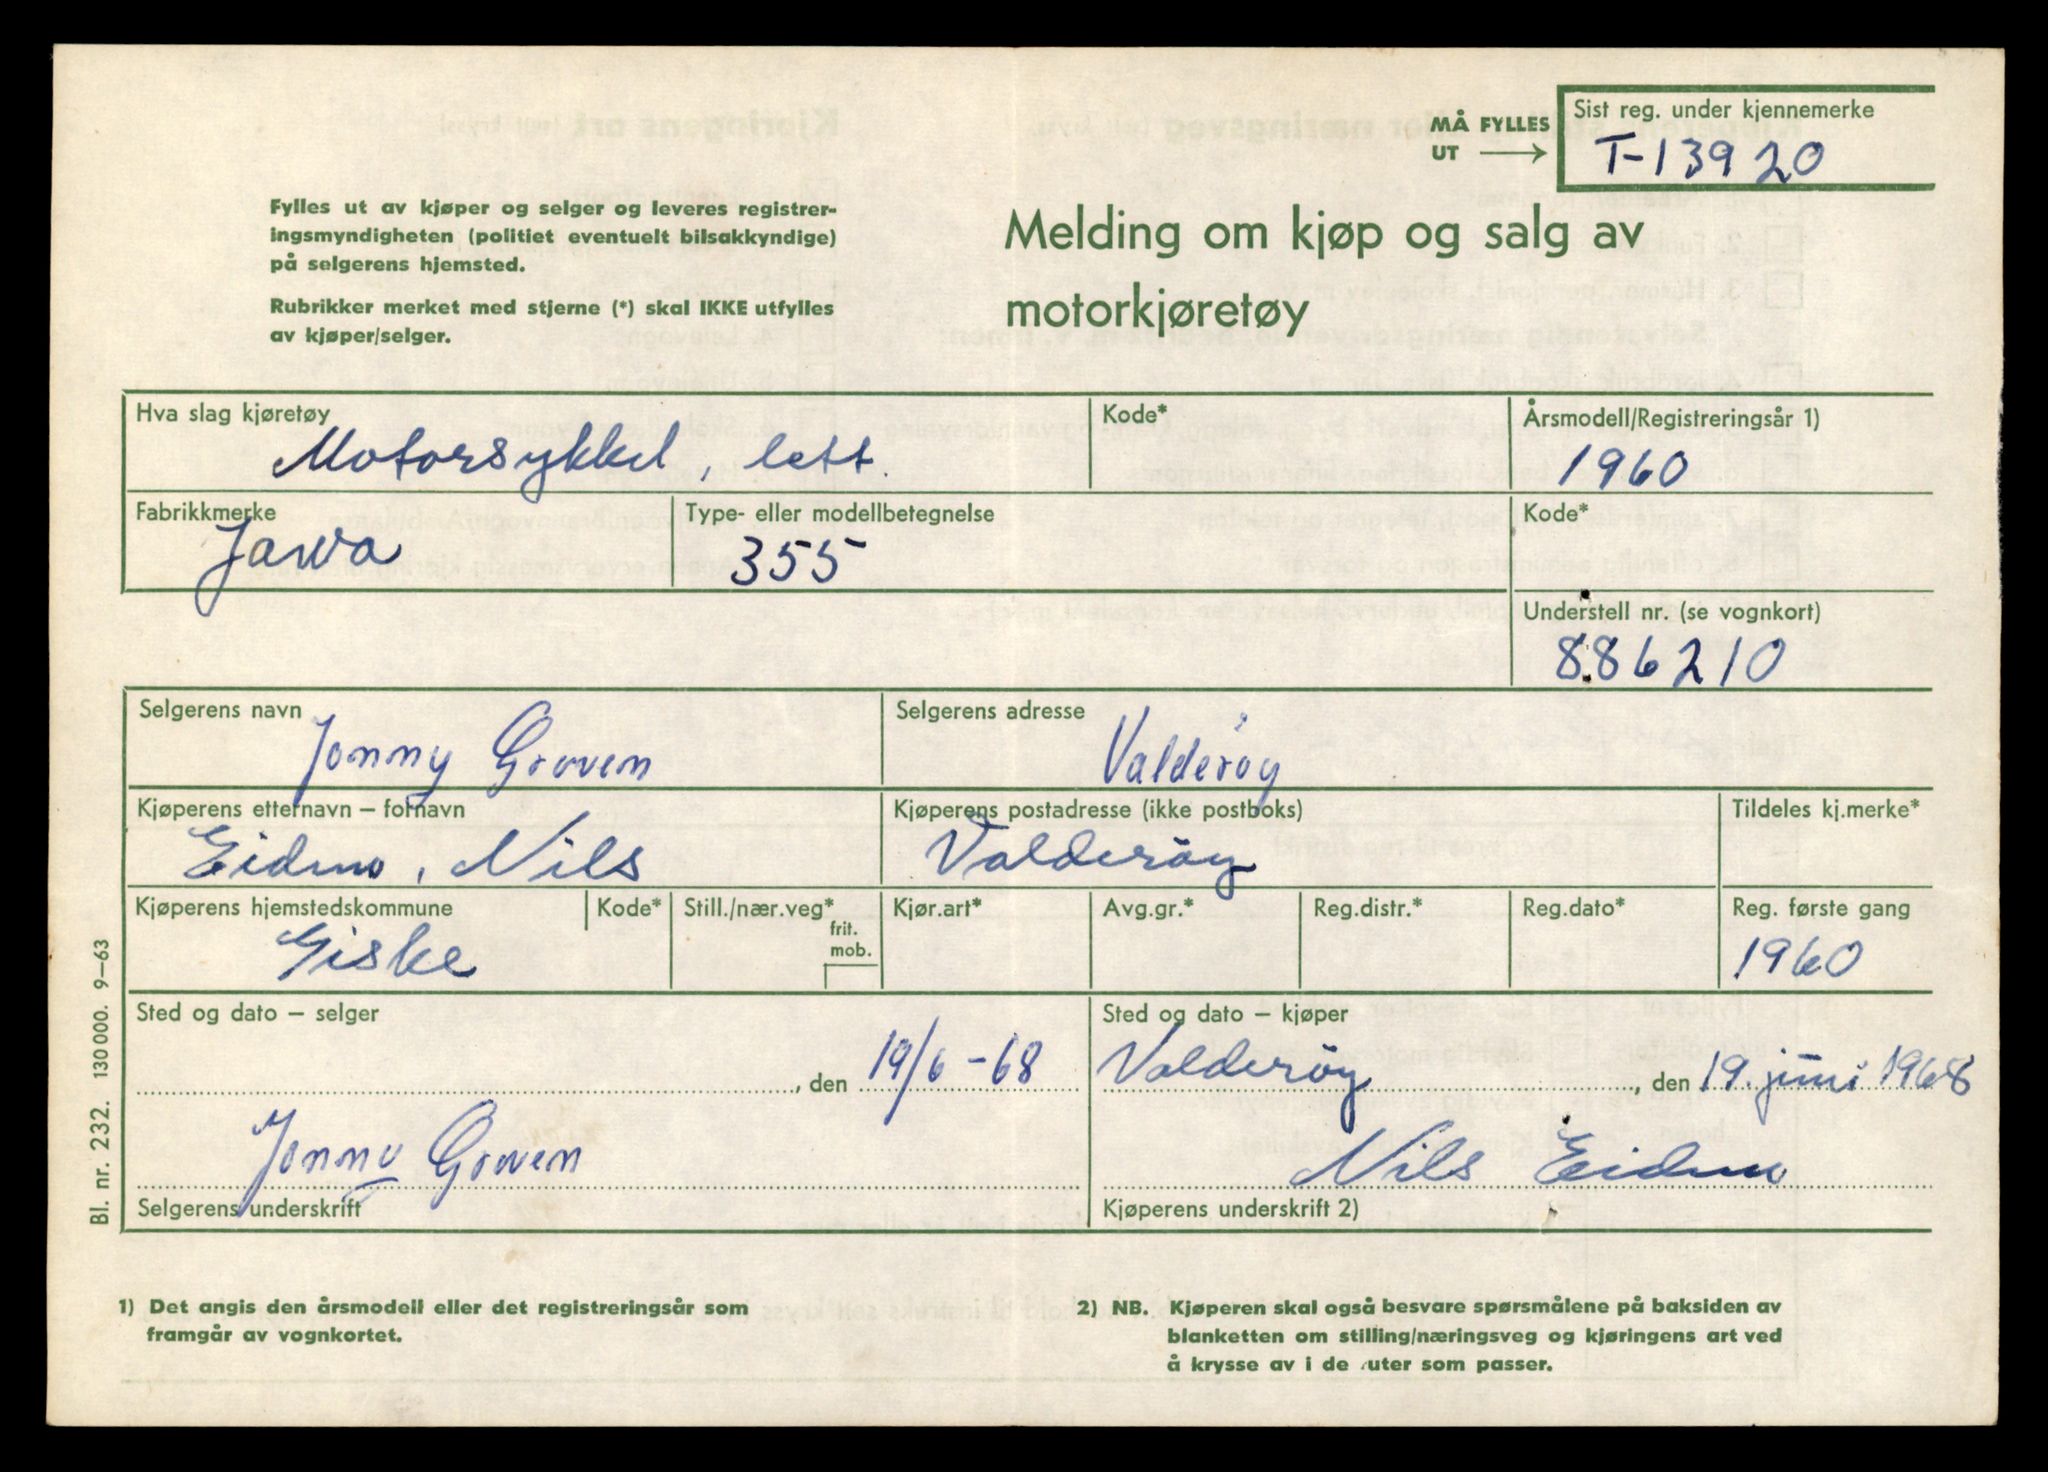 MÅ FYLLES
UT
Sist reg. under kjennemerke
T-13920
Fylles ut av kjøper og selger og leveres registrer-
ingsmyndigheten (politiet eventuelt bilsakkyndige)
på selgerens hjemsted.
Rubrikker merket med stjerne (*) skal IKKE utfylles
av kjøper/selger.
Melding om kjøp og salg av
motorkjøretøy
Hva slag kjøretøy
Motorsykkel, lett.
Kode*
Årsmodell/Registreringsår 1)
1960
Fabrikkmerke
Jawa
Type- eller modellbetegnelse
355
Kode*
Understell nr. (se vognkort)
886210
Selgerens navn
Jonny Groven
Selgerens adresse
Valderøy
Kjøperens etternavn – fornavn
Eidmo, Nils
Kjøperens postadresse (ikke postboks)
Valderøy
Tildeles kj.merke*
Kjøperens hjemstedskommune
Giske
Kode*
Still./nær.veg*
frit.
mob.
Kjør.art*
Avg.gr.*
Reg.distr.*
Reg.dato*
Reg. første gang
1960
Sted og dato – selger
, den 19/6-68
Jonny Groven
Selgerens underskrift
Sted og dato – kjøper
Valderøy, den 19. juni 1968
Nils Eidmo
Kjøperens underskrift 2)
Bl. nr. 232. 130 000. 9–63
1) Det angis den årsmodell eller det registreringsår som
framgår av vognkortet.
2) NB. Kjøperen skal også besvare spørsmålene på baksiden av
blanketten om stilling/næringsveg og kjøringens art ved
å krysse av i de ruter som passer.